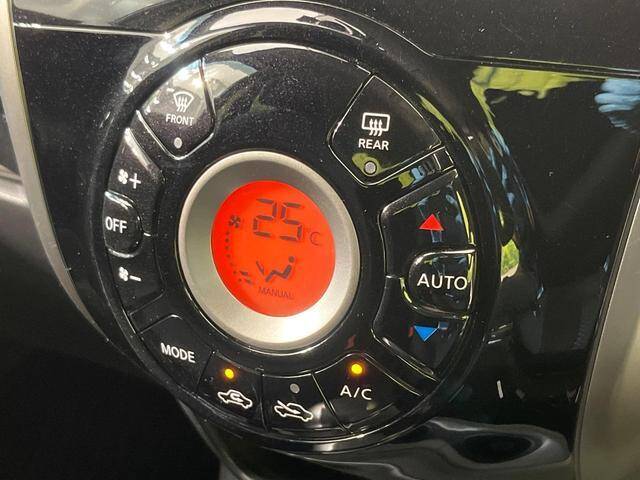 FRONT
REAR
+
OFF
-
25°C
MANUAL
AUTO
MODE
A/C